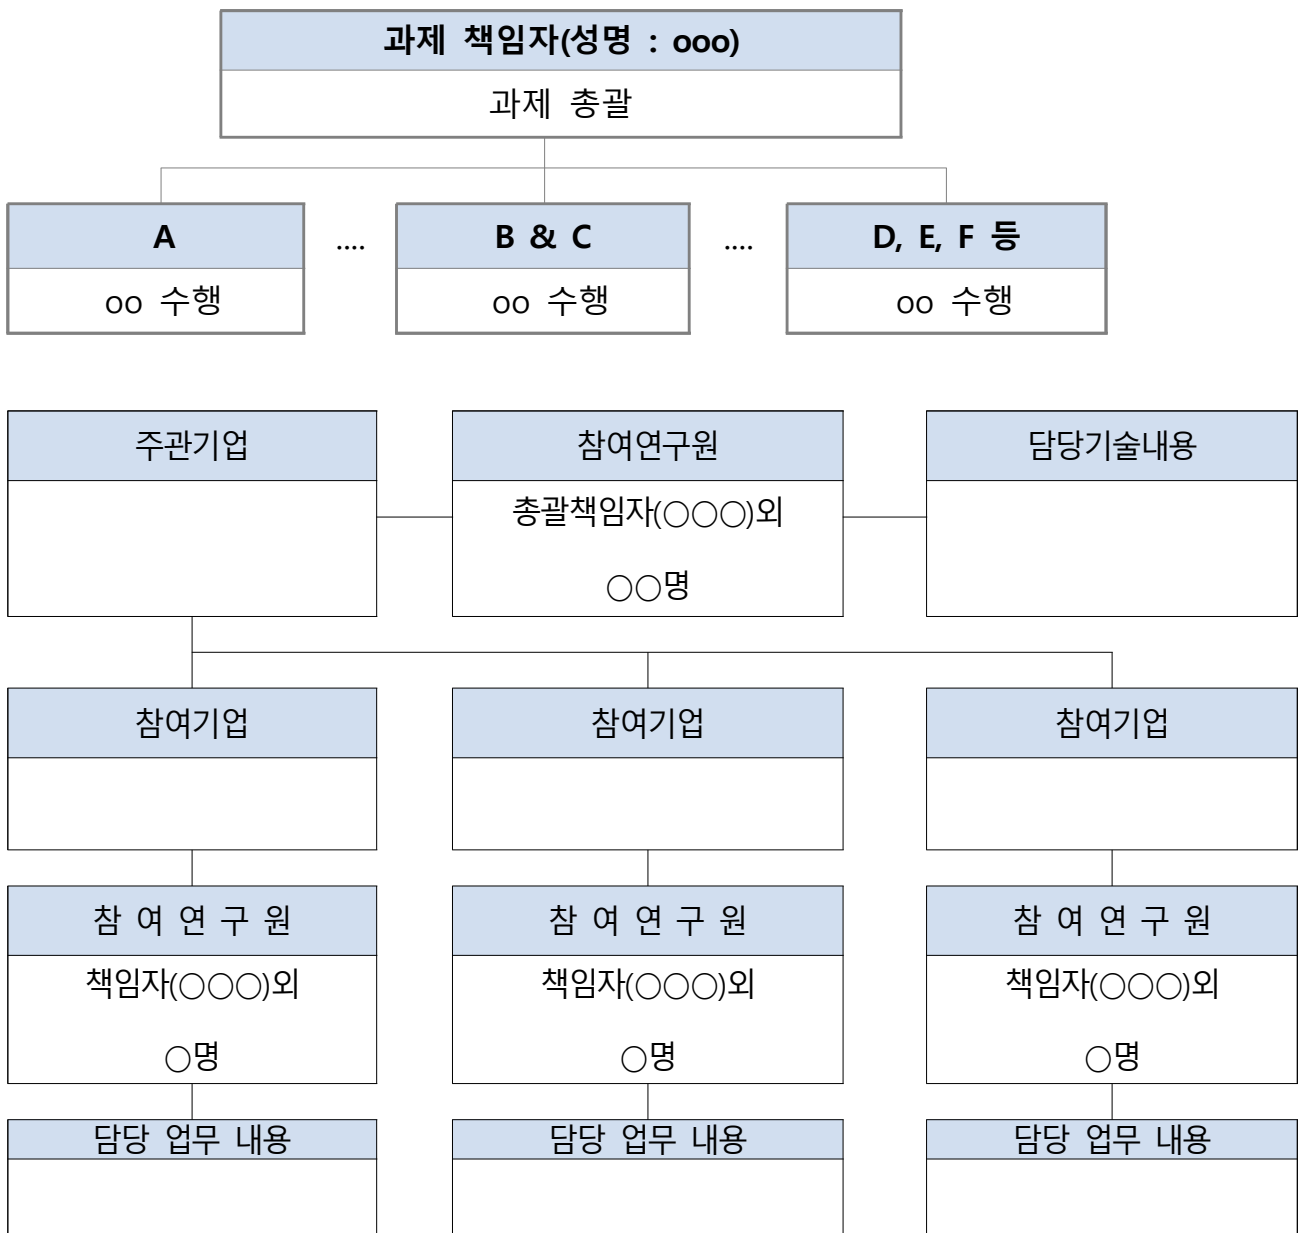 과제 책임자(성명 : ooo)
과제 총괄
A .... B & C .... D, E, F 등
oo 수행 oo 수행 oo 수행
주관기업 참여연구원 담당기술내용
총괄책임자(○○○)외
○○명
참여기업 참여기업 참여기업
참 여 연 구 원 참 여 연 구 원 참 여 연 구 원
책임자(○○○)외 책임자(○○○)외 책임자(○○○)외
○명 ○명 ○명
담당 업무 내용 담당 업무 내용 담당 업무 내용